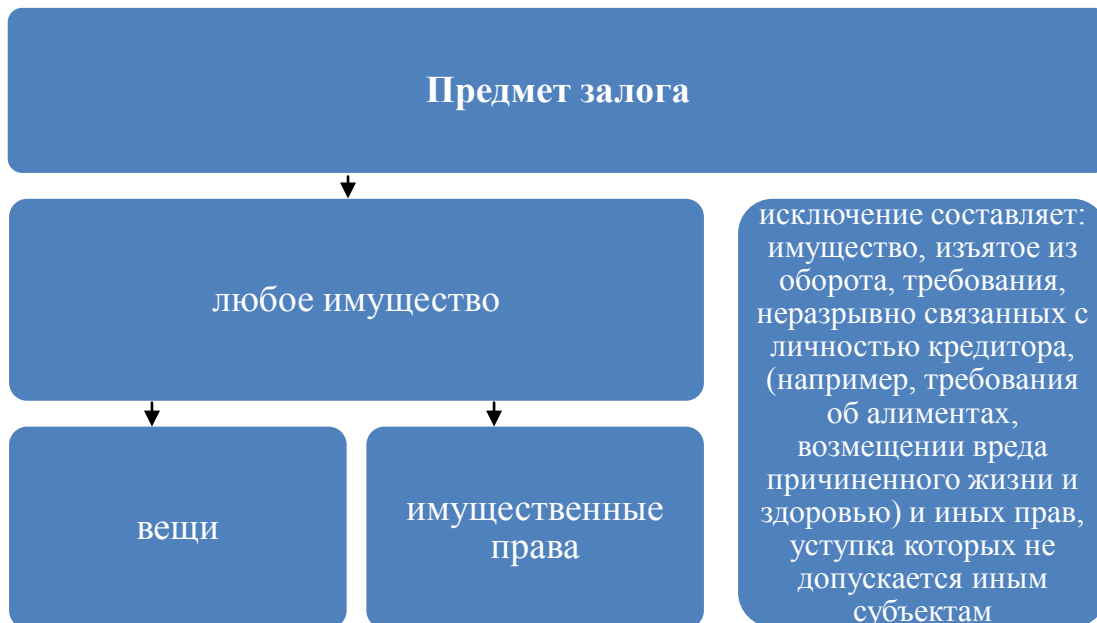 Предмет залога
любое имущество
вещи
имущественные
права
исключение составляет:
имущество, изъятое из
оборота, требования,
неразрывно связанных с
личностью кредитора,
(например, требования
об алиментах,
возмещении вреда
причиненного жизни и
здоровью) и иных прав,
уступка которых не
допускается иным
субъектам